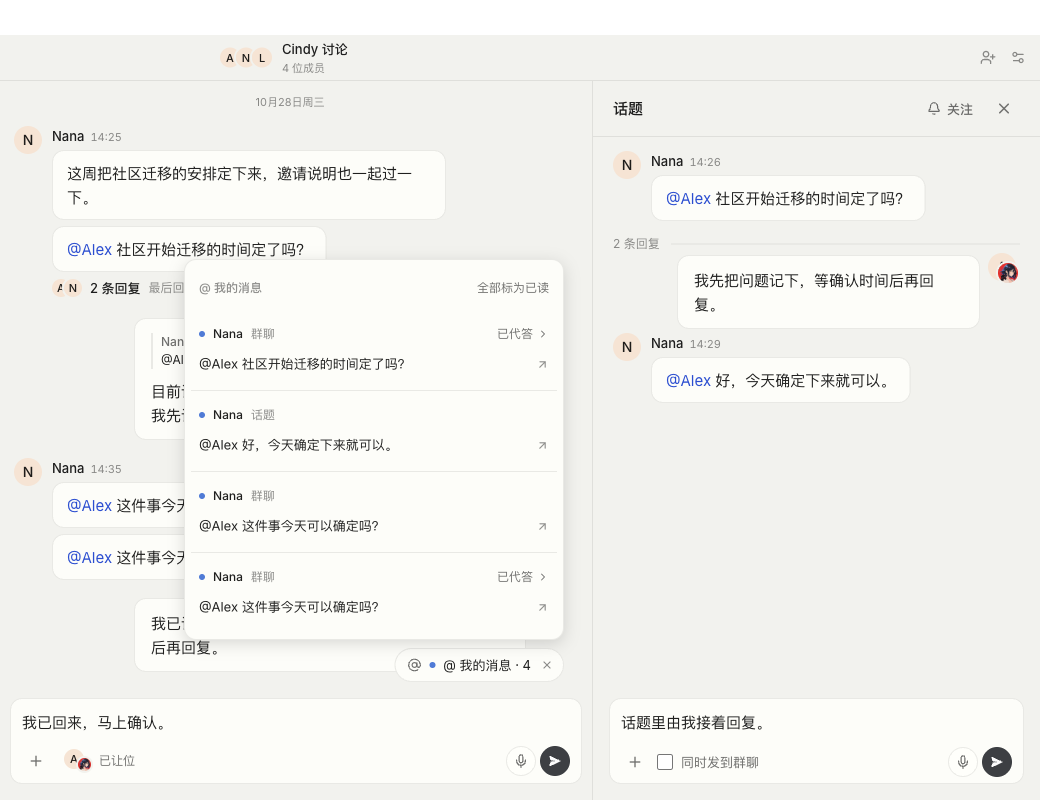 A N L
Cindy 讨论
4 位成员
10月28日周三
N
Nana 14:25
这周把社区迁移的安排定下来，邀请说明也一起过一
下。
@Alex 社区开始迁移的时间定了吗？
A N 2 条回复 最后回
Nan
@Al
目前
我先
N
Nana 14:35
@Alex 这件事今天
@Alex 这件事今天
我已
后再回复。
@ 我的消息
全部标为已读
Nana 群聊
已代答
@Alex 社区开始迁移的时间定了吗？
Nana 话题
@Alex 好，今天确定下来就可以。
Nana 群聊
@Alex 这件事今天可以确定吗？
Nana 群聊
已代答
@Alex 这件事今天可以确定吗？
@ @ 我的消息 · 4
我已回来，马上确认。
A 已让位
话题
关注
N
Nana 14:26
@Alex 社区开始迁移的时间定了吗？
2 条回复
我先把问题记下，等确认时间后再回
复。
N
Nana 14:29
@Alex 好，今天确定下来就可以。
话题里由我接着回复。
同时发到群聊